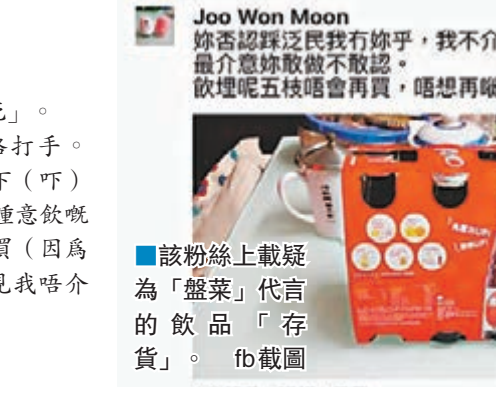 Joo Won Moon
妳否認踩泛民我冇妳乎，我不介
最介意妳敢做不敢認。
飲埋呢五枝唔會再買，唔想再
」。
打手。
下（吓）
鍾意飲嘅
買（因爲
見我唔介
■該粉絲上載疑
為「盤菜」代言
的飲品「存
貨」。 fb截圖